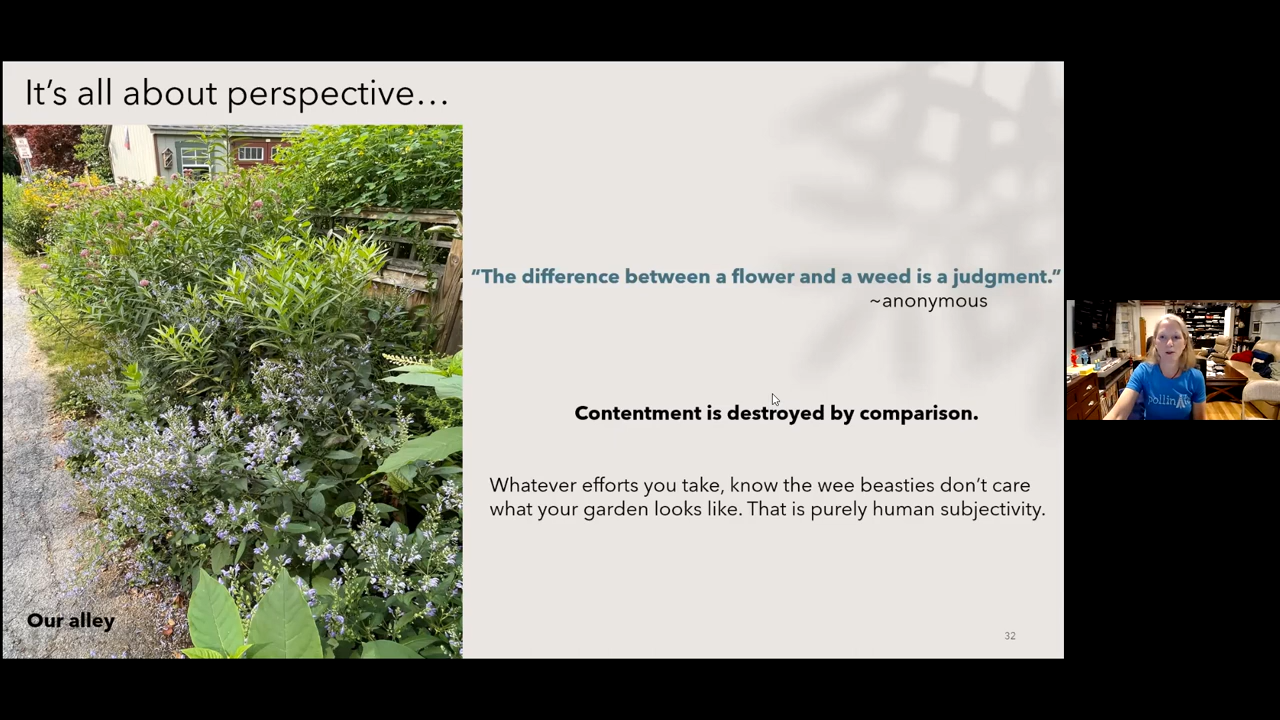 It's all about perspective…
“The difference between a flower and a weed is a judgment.”
~anonymous
Contentment is destroyed by comparison.
Whatever efforts you take, know the wee beasties don't care
what your garden looks like. That is purely human subjectivity.
Our alley
32